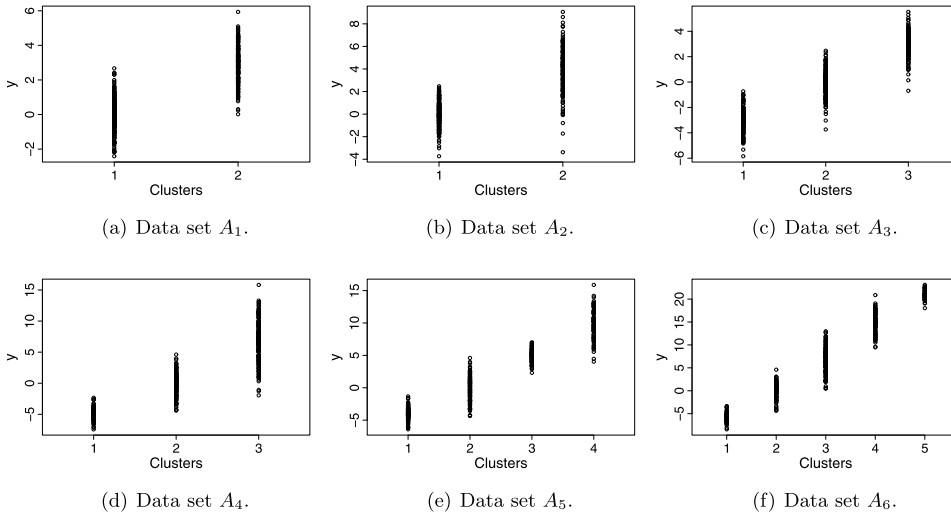 6
4
2
0
−2
y
1
2
Clusters
(a) Data set A₁.
8
6
4
2
0
−2
−4
y
1
2
Clusters
(b) Data set A₂.
4
2
0
−2
−4
−6
y
1
2
3
Clusters
(c) Data set A₃.
15
10
5
0
−5
y
1
2
3
Clusters
(d) Data set A₄.
15
10
5
0
−5
y
1
2
3
4
Clusters
(e) Data set A₅.
20
15
10
5
0
−5
y
1
2
3
4
5
Clusters
(f) Data set A₆.